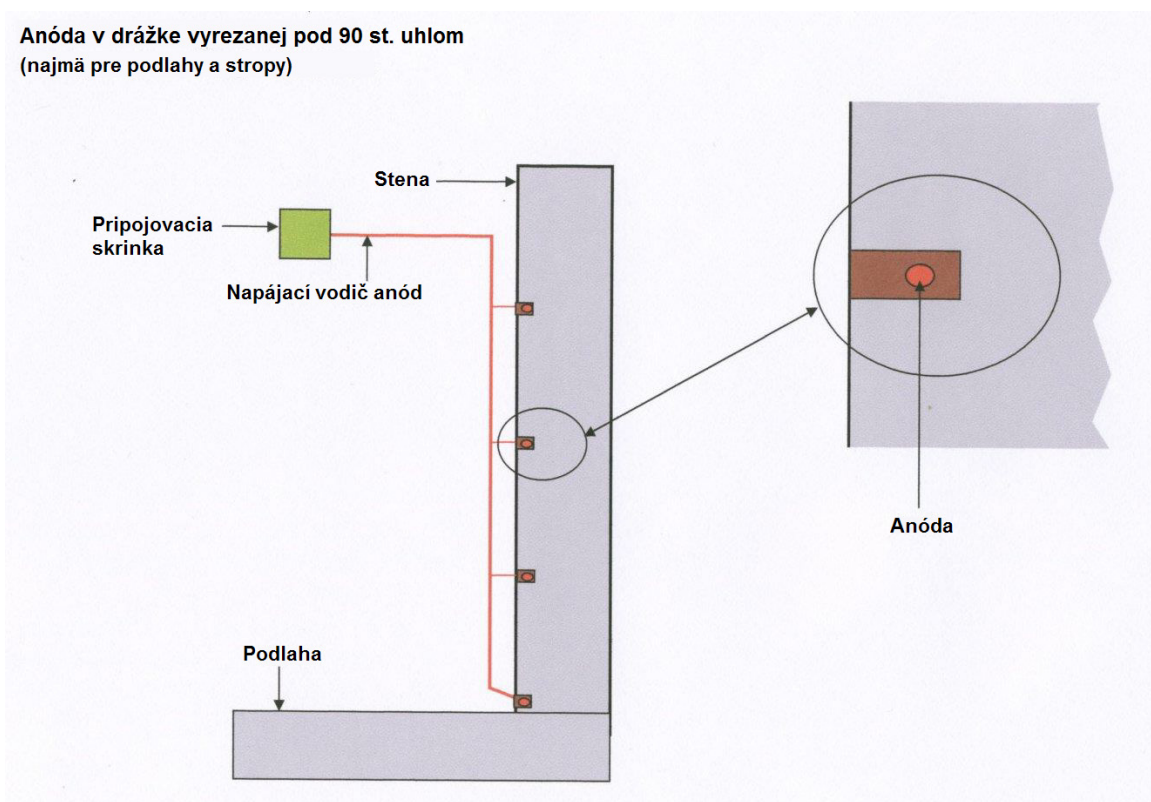 Anóda v drážke vyrezanej pod 90 st. uhlom
(najmä pre podlahy a stropy)
Stena
Pripojovacia
skrinka
Napájací vodič anód
Anóda
Podlaha